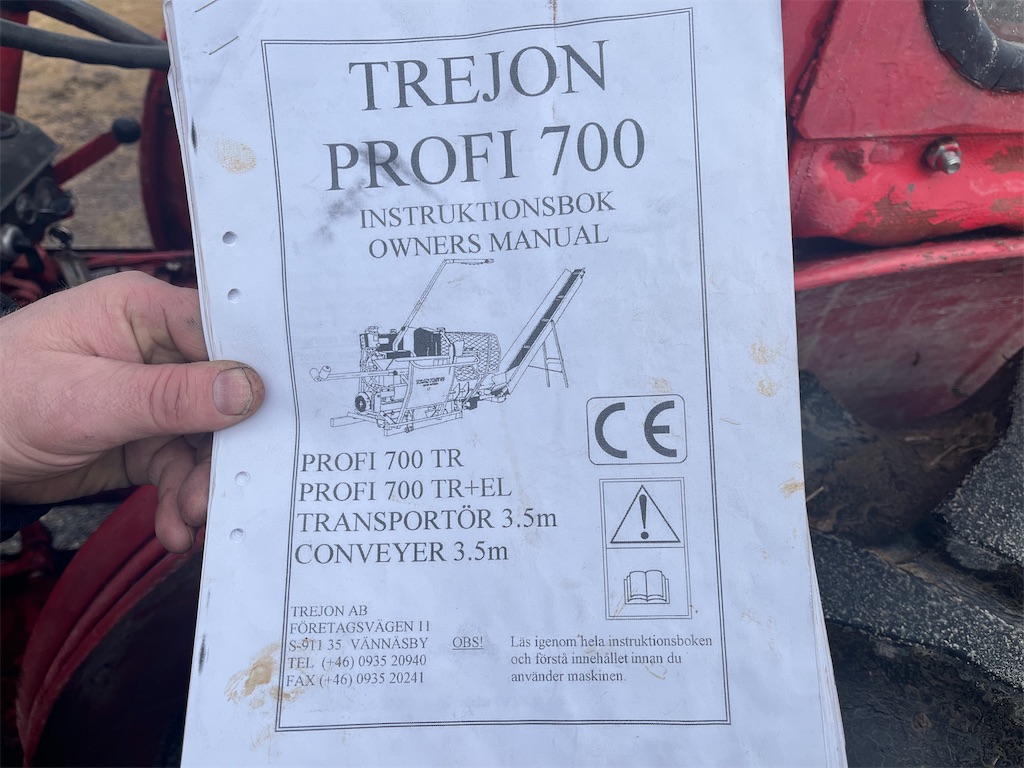 TREJON
PROFI 700
INSTRUKTIONSBOK
OWNERS MANUAL
CE
PROFI 700 TR
PROFI 700 TR+EL
TRANSPORTÖR 3.5m
CONVEYER 3.5m
TREJON AB
FÖRETAGSVÄGEN 11
S-911 35 VÄNNÄSBY
TEL (+46) 0935 20940
FAX (+46) 0935 20241
OBS! Läs igenom hela instruktionsboken
och förstå innehållet innan du
använder maskinen.